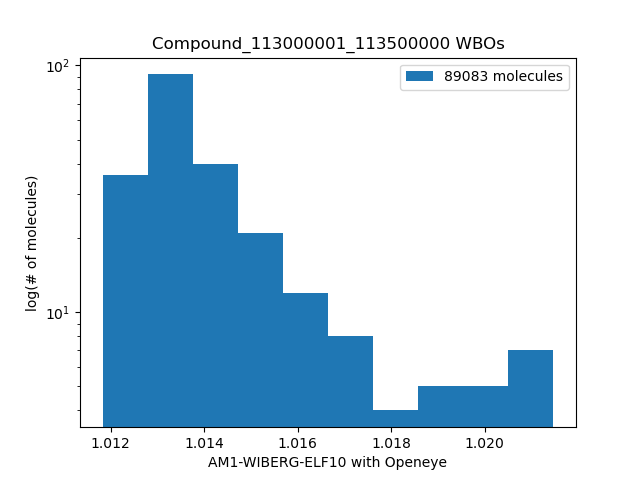 Compound_113000001_113500000 WBOs
89083 molecules
log(# of molecules)
10²
10¹
1.012 1.014 1.016 1.018 1.020
AM1-WIBERG-ELF10 with Openeye